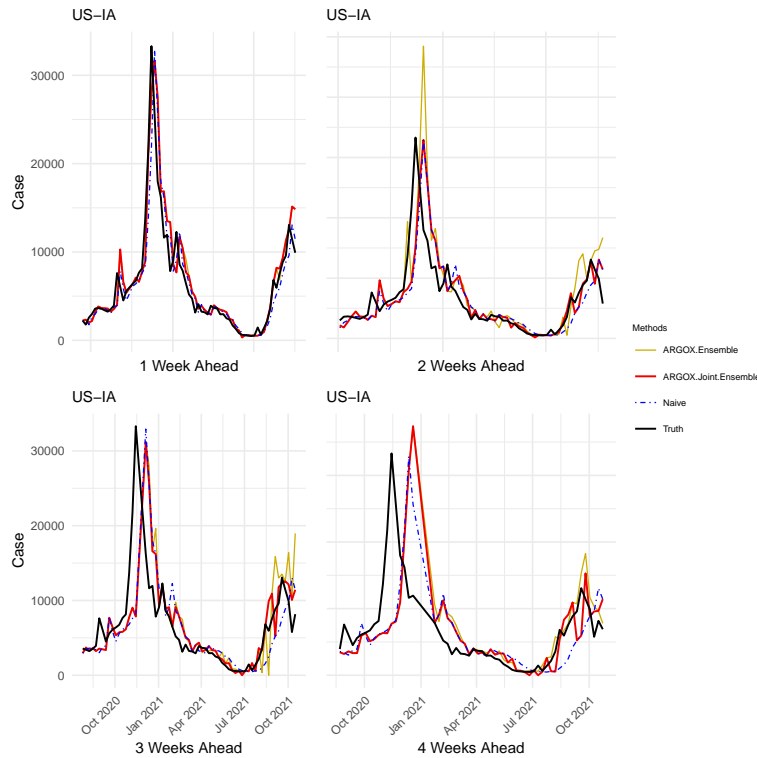 US−IA
US−IA
Case
30000
20000
10000
0
1 Week Ahead
2 Weeks Ahead
Methods
ARGOX.Ensemble
ARGOX.Joint.Ensemble
Naive
Truth
US−IA
US−IA
Case
30000
20000
10000
0
Oct 2020
Jan 2021
Apr 2021
Jul 2021
Oct 2021
Oct 2020
Jan 2021
Apr 2021
Jul 2021
Oct 2021
3 Weeks Ahead
4 Weeks Ahead